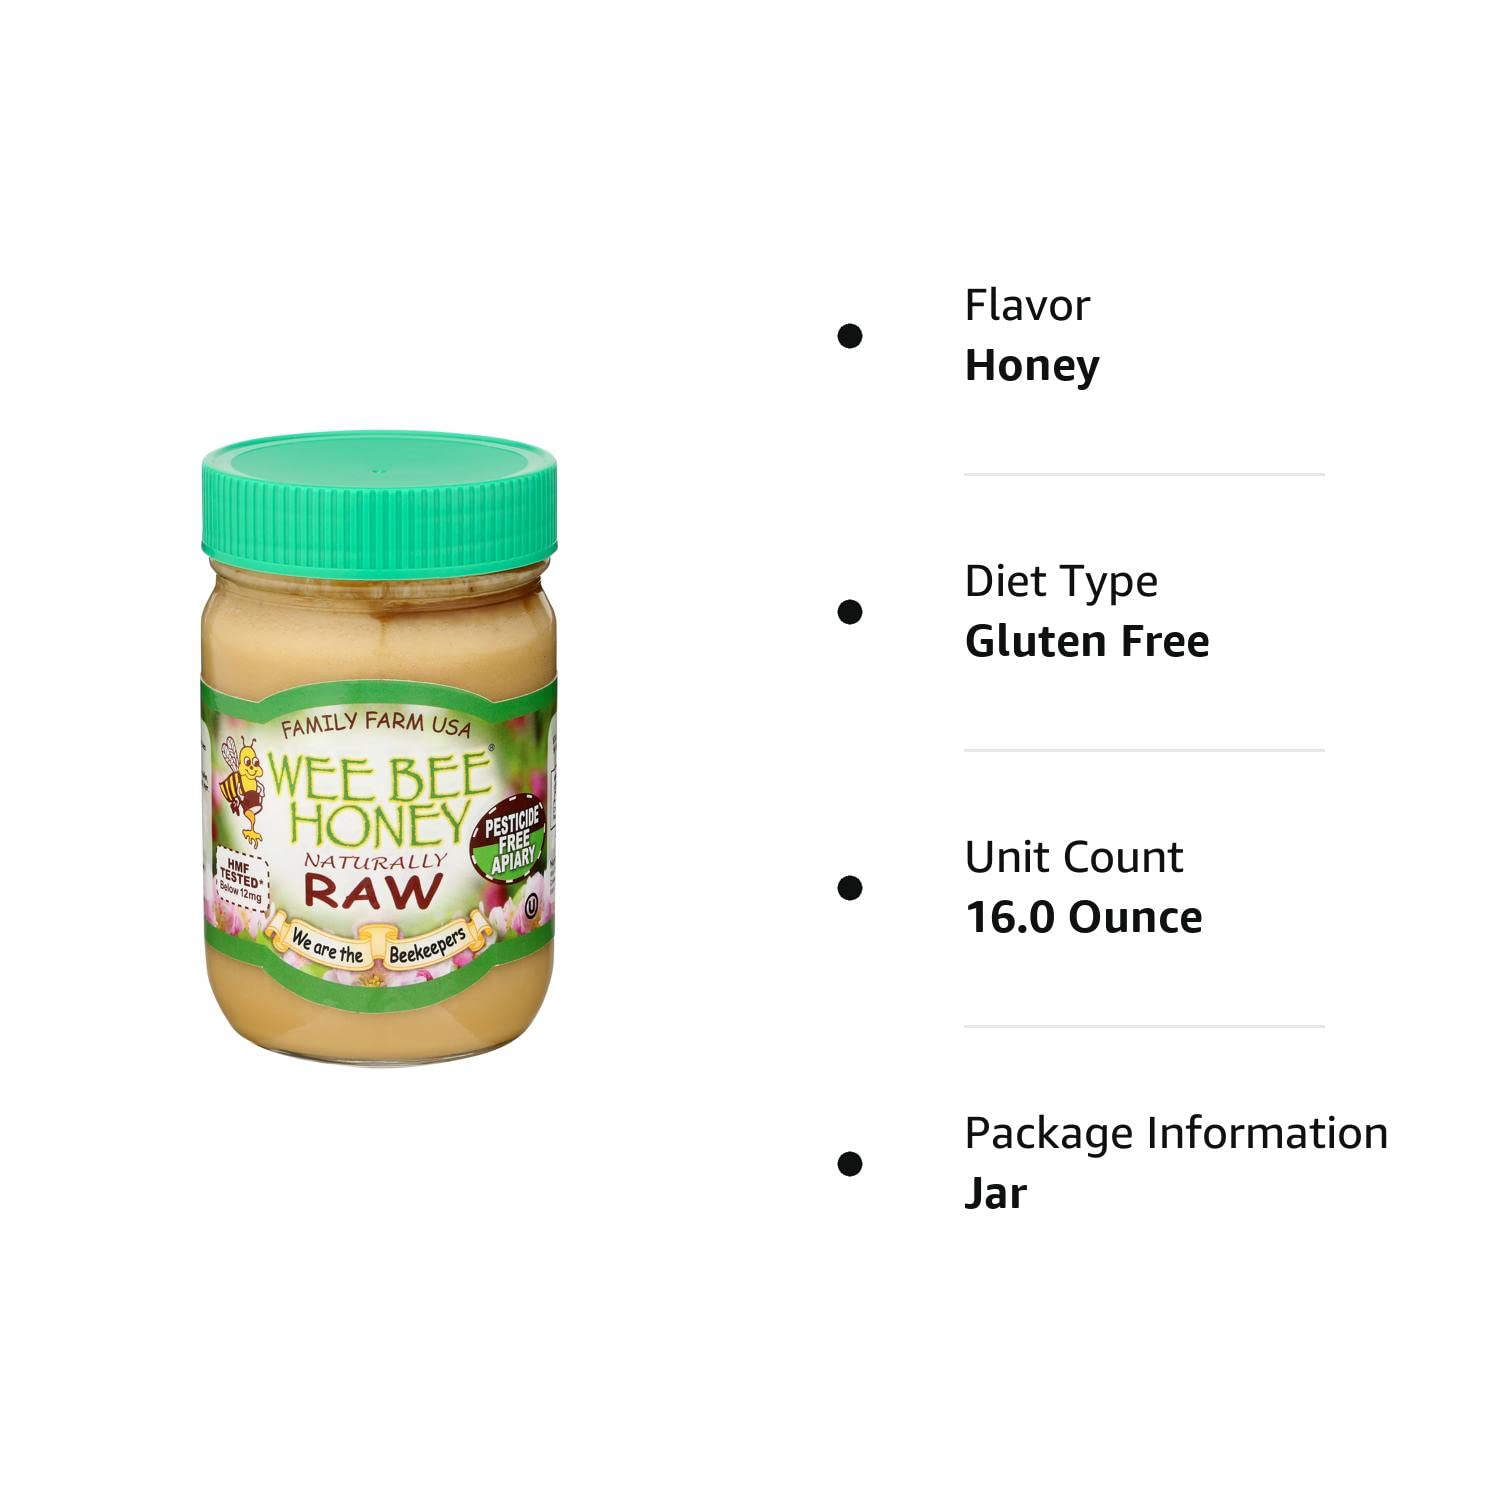 FAMILY FARM USA
WEE BEE®
HONEY
NATURALLY
RAW
PESTICIDE
FREE
APIARY
HMF
TESTED*
Below 12mg
U
We are the Beekeepers
Flavor
Honey
Diet Type
Gluten Free
Unit Count
16.0 Ounce
Package Information
Jar